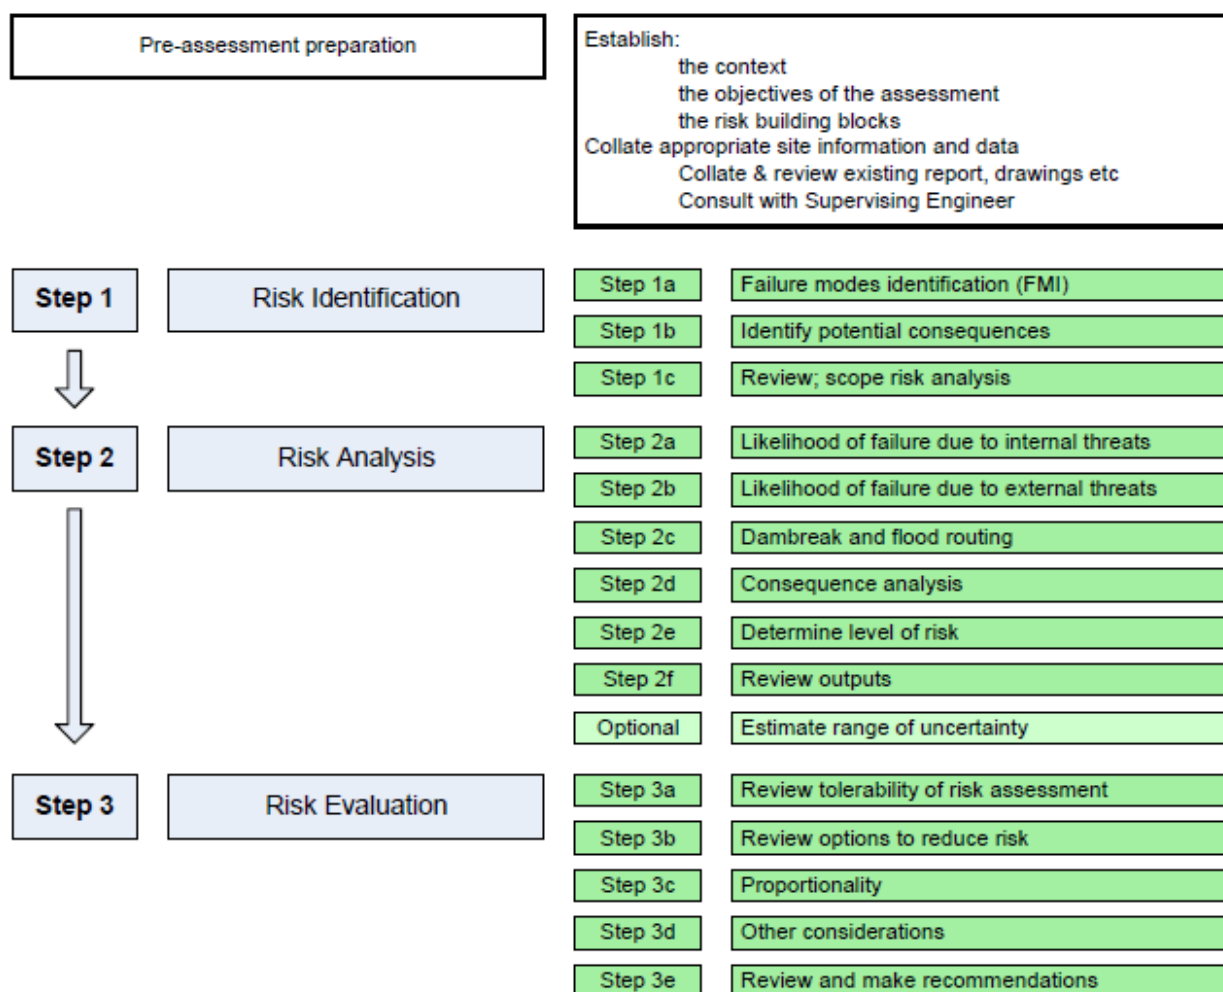 Pre-assessment preparation
Establish:
the context
the objectives of the assessment
the risk building blocks
Collate appropriate site information and data
Collate & review existing report, drawings etc
Consult with Supervising Engineer
Step 1 Risk Identification
Step 1a Failure modes identification (FMI)
Step 1b Identify potential consequences
Step 1c Review; scope risk analysis
Step 2 Risk Analysis
Step 2a Likelihood of failure due to internal threats
Step 2b Likelihood of failure due to external threats
Step 2c Dambreak and flood routing
Step 2d Consequence analysis
Step 2e Determine level of risk
Step 2f Review outputs
Optional Estimate range of uncertainty
Step 3 Risk Evaluation
Step 3a Review tolerability of risk assessment
Step 3b Review options to reduce risk
Step 3c Proportionality
Step 3d Other considerations
Step 3e Review and make recommendations